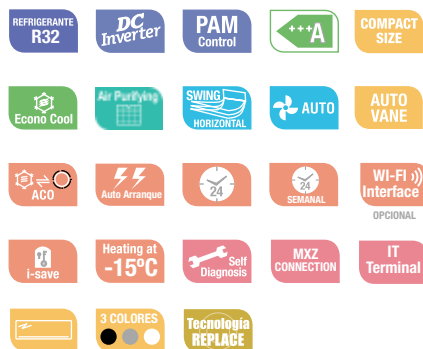 REFRIGERANTE
R32
DC
Inverter
PAM
Control
+++A
COMPACT
SIZE
Econo Cool
Air Purifying
SWING
HORIZONTAL
AUTO
AUTO
VANE
ACO
Auto Arranque
24
24
SEMANAL
WI-FI
Interface
OPCIONAL
i-save
Heating at
-15ºC
Self
Diagnosis
MXZ
CONNECTION
IT
Terminal
3 COLORES
Tecnología
REPLACE